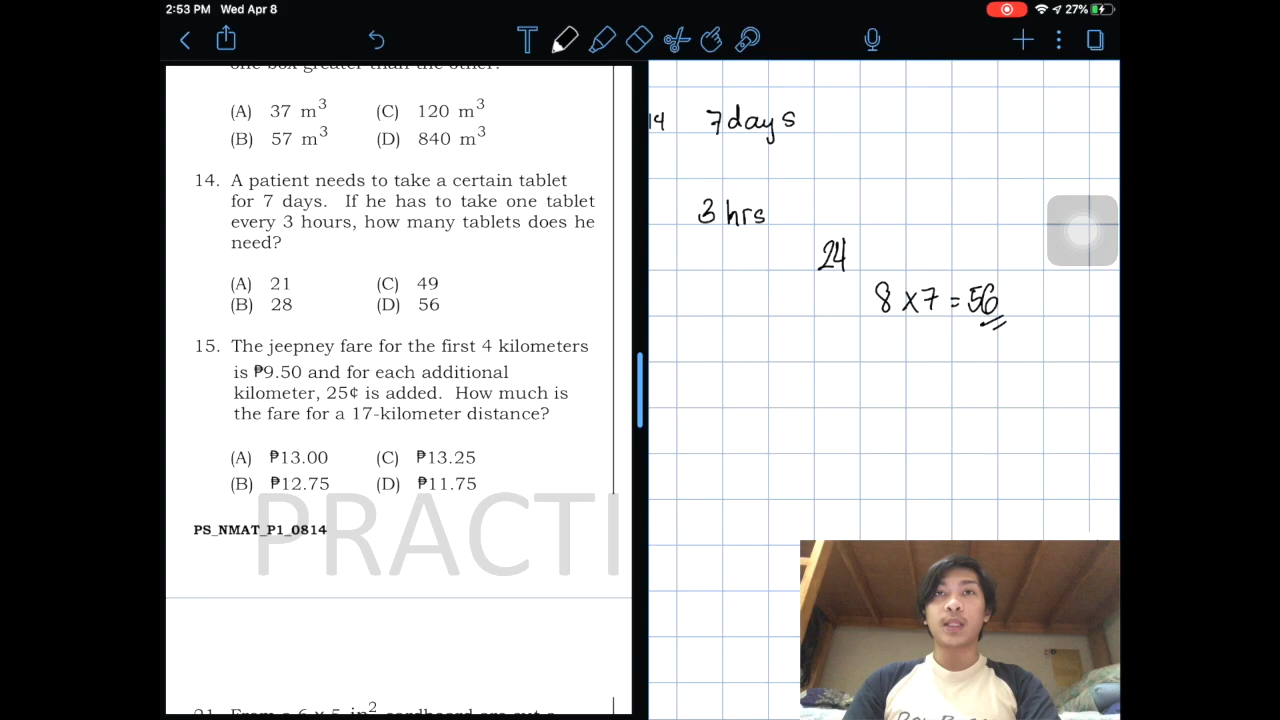 2:53 PM Wed Apr 8
27%
(A) 37 m³ (C) 120 m³
(B) 57 m³ (D) 840 m³
14. A patient needs to take a certain tablet
for 7 days. If he has to take one tablet
every 3 hours, how many tablets does he
need?
(A) 21 (C) 49
(B) 28 (D) 56
15. The jeepney fare for the first 4 kilometers
is ₱9.50 and for each additional
kilometer, 25¢ is added. How much is
the fare for a 17-kilometer distance?
(A) ₱13.00 (C) ₱13.25
(B) ₱12.75 (D) ₱11.75
PRACTI
PS_NMAT_P1_0814
14 7 days
3 hrs
24
8 x 7 = 56